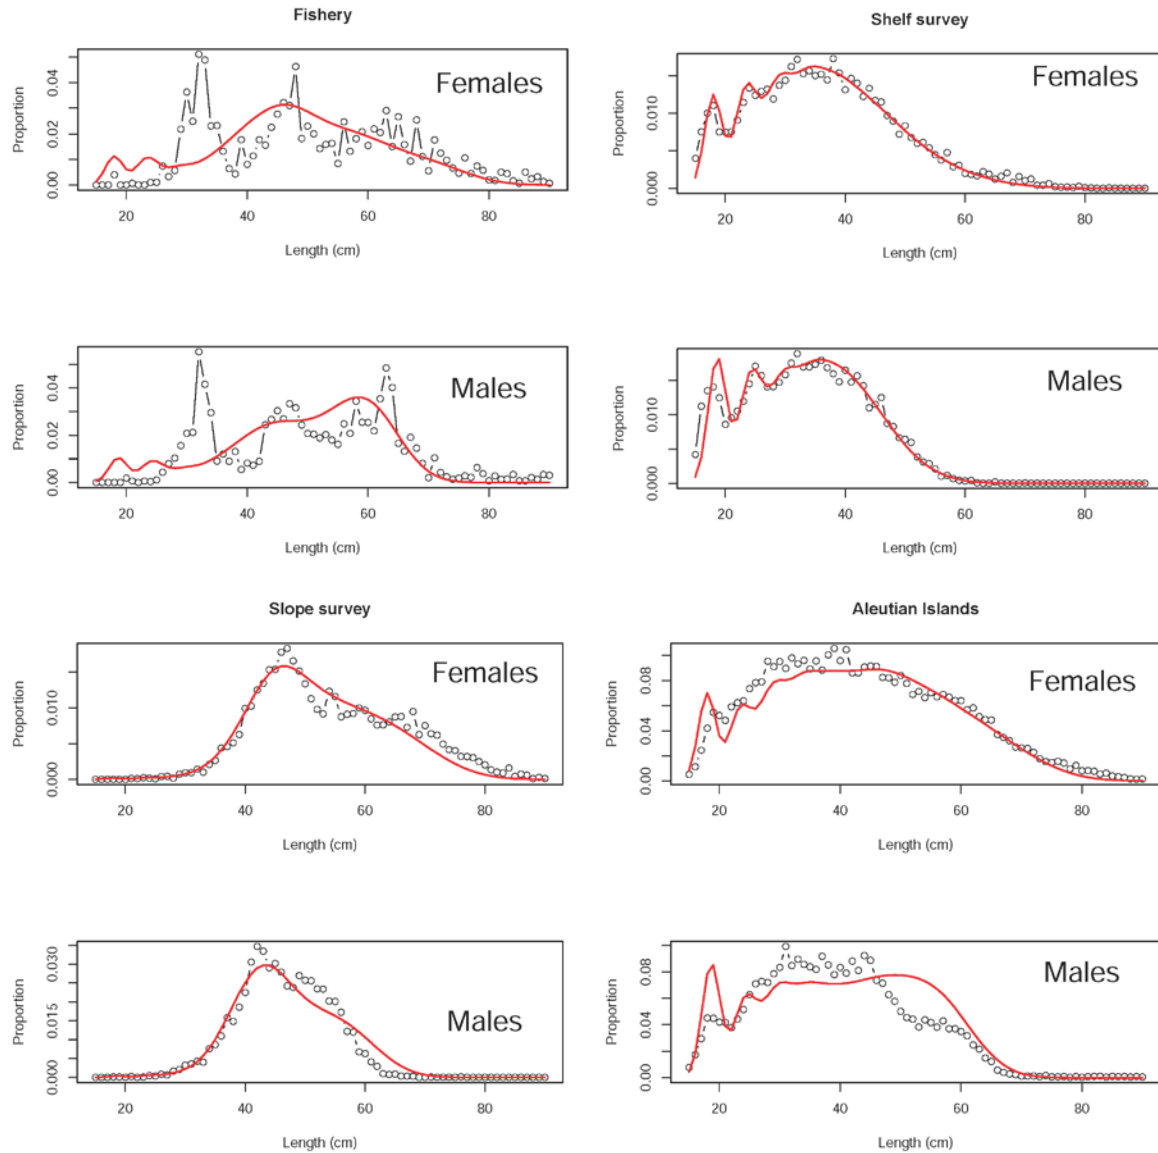 Fishery
Females
Proportion
0.00 0.02 0.04
20 40 60 80
Length (cm)
Shelf survey
Females
Proportion
0.000 0.010
20 40 60 80
Length (cm)
Males
Proportion
0.00 0.02 0.04
20 40 60 80
Length (cm)
Males
Proportion
0.000 0.010
20 40 60 80
Length (cm)
Slope survey
Females
Proportion
0.000 0.010
20 40 60 80
Length (cm)
Aleutian Islands
Females
Proportion
0.00 0.04 0.08
20 40 60 80
Length (cm)
Males
Proportion
0.000 0.015 0.030
20 40 60 80
Length (cm)
Males
Proportion
0.00 0.04 0.08
20 40 60 80
Length (cm)